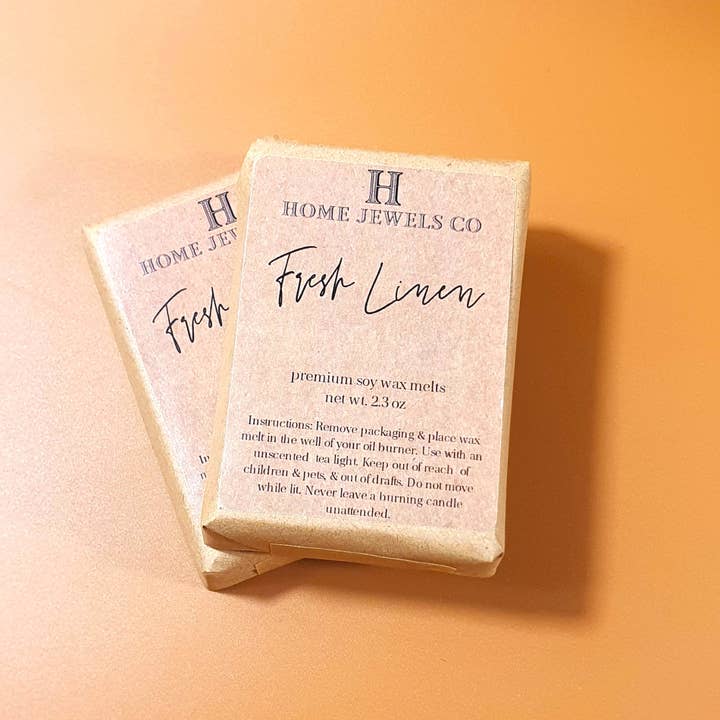 H
HOME JEWELS CO
Fresh Linen
premium soy wax melts
net wt. 2.3 oz
Instructions: Remove packaging & place wax
melt in the well of your oil burner. Use with an
unscented tea light. Keep out of reach of
children & pets, & out of drafts. Do not move
while lit. Never leave a burning candle
unattended.
H
HOME JEW
Fresh